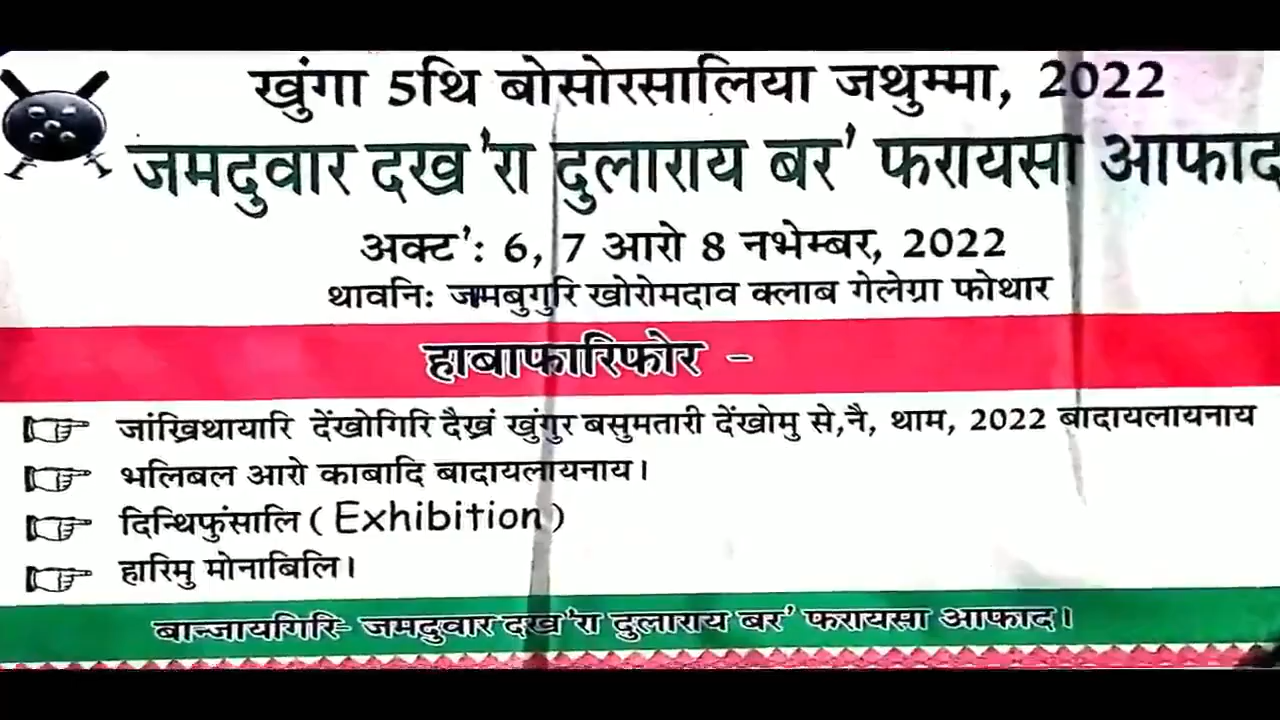 खुंगा 5थि बोसोरसालिया जथुम्मा, 2022
जमदुवार दख'रा दुलाराय बर' फरायसा आफाद
अक्ट': 6, 7 आरो 8 नभेम्बर, 2022
थावनि: जामबुगुरि खोरोमदाव क्लाब गेलेग्रा फोथार
हाबाफारिफोर -
जांख्रिथायारि देंखोगिरि दैख्रं खुंगुर बसुमतारी देंखोमु से,नै, थाम, 2022 बादायलायनाय
भलिबल आरो काबादि बादायलायनाय।
दिन्थिफुंसालि ( Exhibition )
हारिमु मोनाबिलि।
बान्जायगिरि- जमदुवार दख'रा दुलाराय बर' फरायसा आफाद।